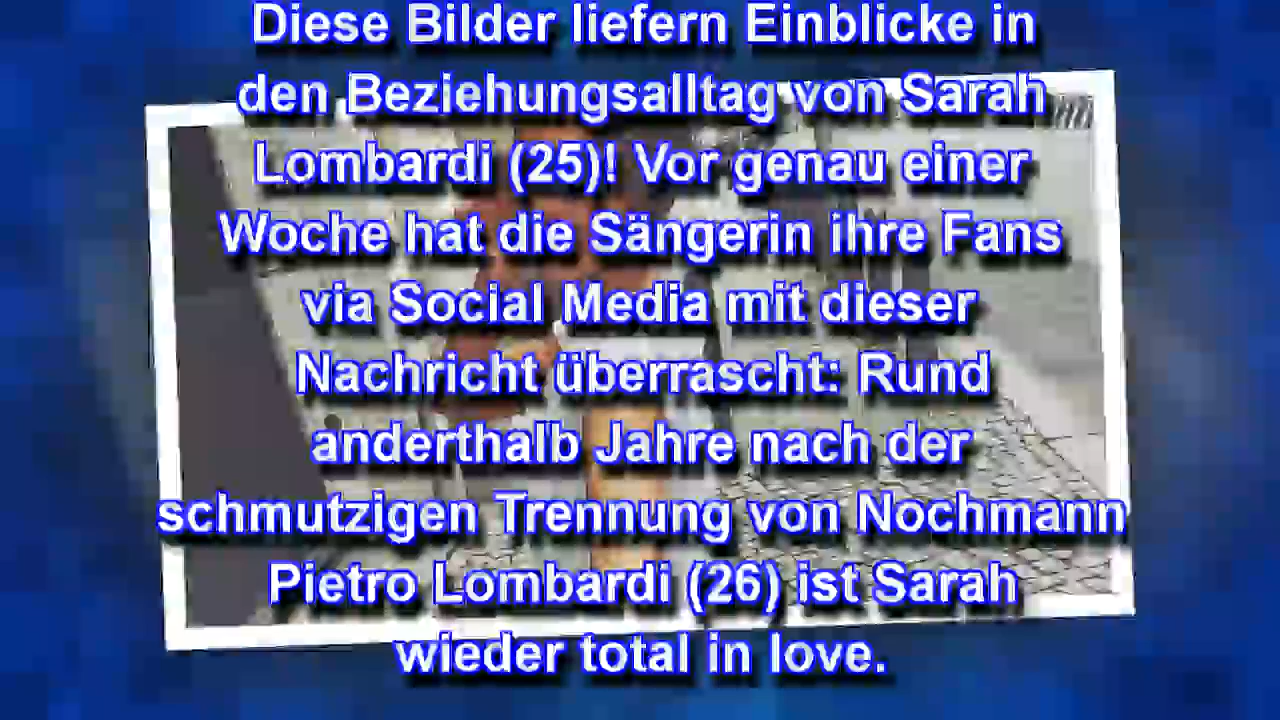 Diese Bilder liefern Einblicke in
den Beziehungsalltag von Sarah
Lombardi (25)! Vor genau einer
Woche hat die Sängerin ihre Fans
via Social Media mit dieser
Nachricht überrascht: Rund
anderthalb Jahre nach der
schmutzigen Trennung von Nochmann
Pietro Lombardi (26) ist Sarah
wieder total in love.